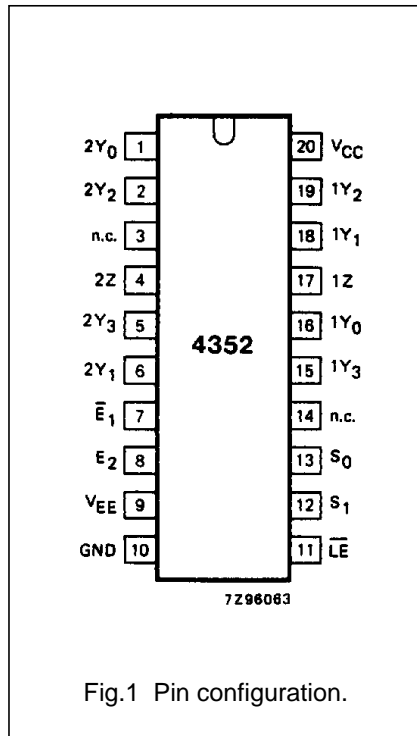 2Y0 1 20 VCC
2Y2 2 19 1Y2
n.c. 3 18 1Y1
2Z 4 17 1Z
2Y3 5 16 1Y0
4352
2Y1 6 15 1Y3
E̅1 7 14 n.c.
E2 8 13 S0
VEE 9 12 S1
GND 10 11 L̅E̅
7Z96063
Fig.1 Pin configuration.